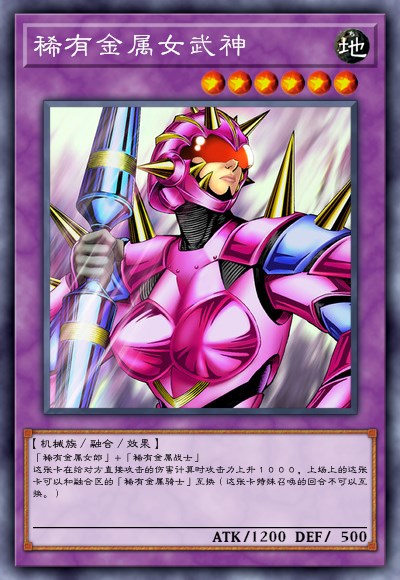 稀有金属女武神
地
【机械族／融合／效果】
「稀有金属女郎」+「稀有金属战士」
这张卡在给对方直接攻击的伤害计算时攻击力上升１０００。上场上的这张
卡可以和融合区的「稀有金属骑士」互换（这张卡特殊召唤的回合不可以互
换。）
ATK/1200 DEF/ 500